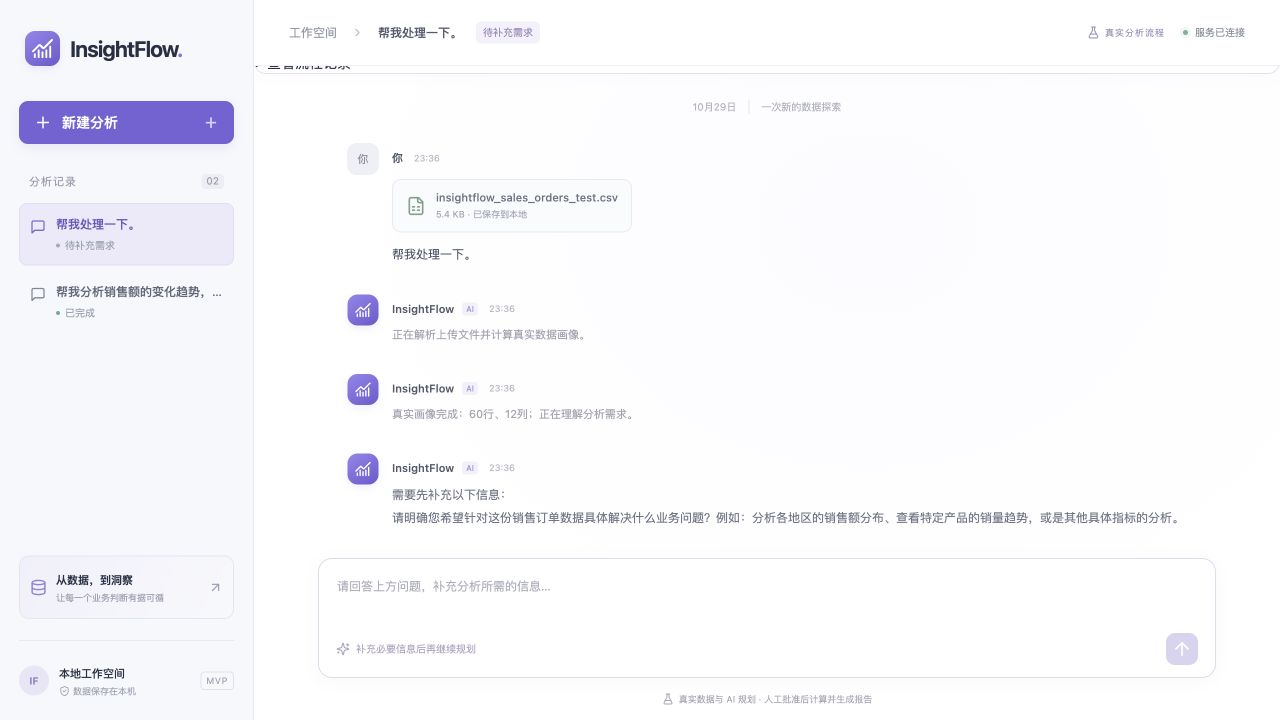 InsightFlow.
新建分析
分析记录
02
帮我处理一下。
待补充需求
帮我分析销售额的变化趋势，...
已完成
从数据，到洞察
让每一个业务判断有据可循
IF
本地工作空间
数据保存在本机
MVP
工作空间
帮我处理一下。
待补充需求
真实分析流程
服务已连接
查看流程记录
10月29日
一次新的数据探索
你
你
23:36
insightflow_sales_orders_test.csv
5.4 KB · 已保存到本地
帮我处理一下。
InsightFlow AI 23:36
正在解析上传文件并计算真实数据画像。
InsightFlow AI 23:36
真实画像完成：60行、12列；正在理解分析需求。
InsightFlow AI 23:36
需要先补充以下信息：
请明确您希望针对这份销售订单数据具体解决什么业务问题？例如：分析各地区的销售额分布、查看特定产品的销量趋势，或是其他具体指标的分析。
请回答上方问题，补充分析所需的信息...
补充必要信息后再继续规划
真实数据与 AI 规划 · 人工批准后计算并生成报告